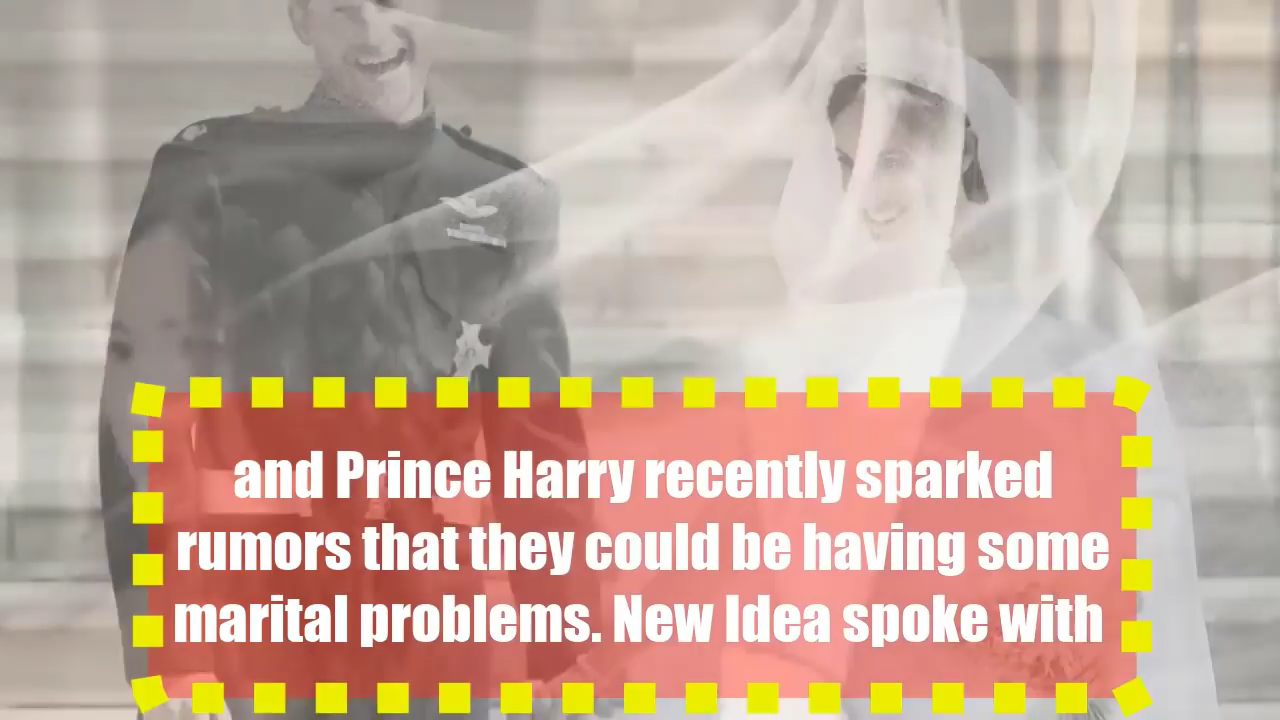 and Prince Harry recently sparked
rumors that they could be having some
marital problems. New Idea spoke with